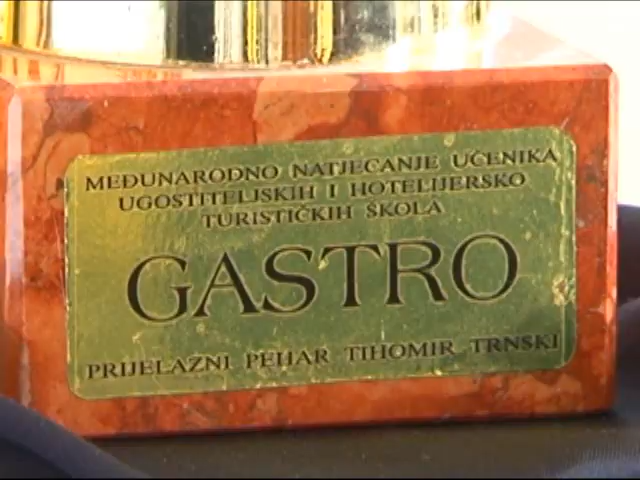 MEĐUNARODNO NATJECANJE UČENIKA
UGOSTITELJSKIH I HOTELIJERSKO
TURISTIČKIH ŠKOLA
GASTRO
PRIJELAZNI PEHAR TIHOMIR TRNSKI